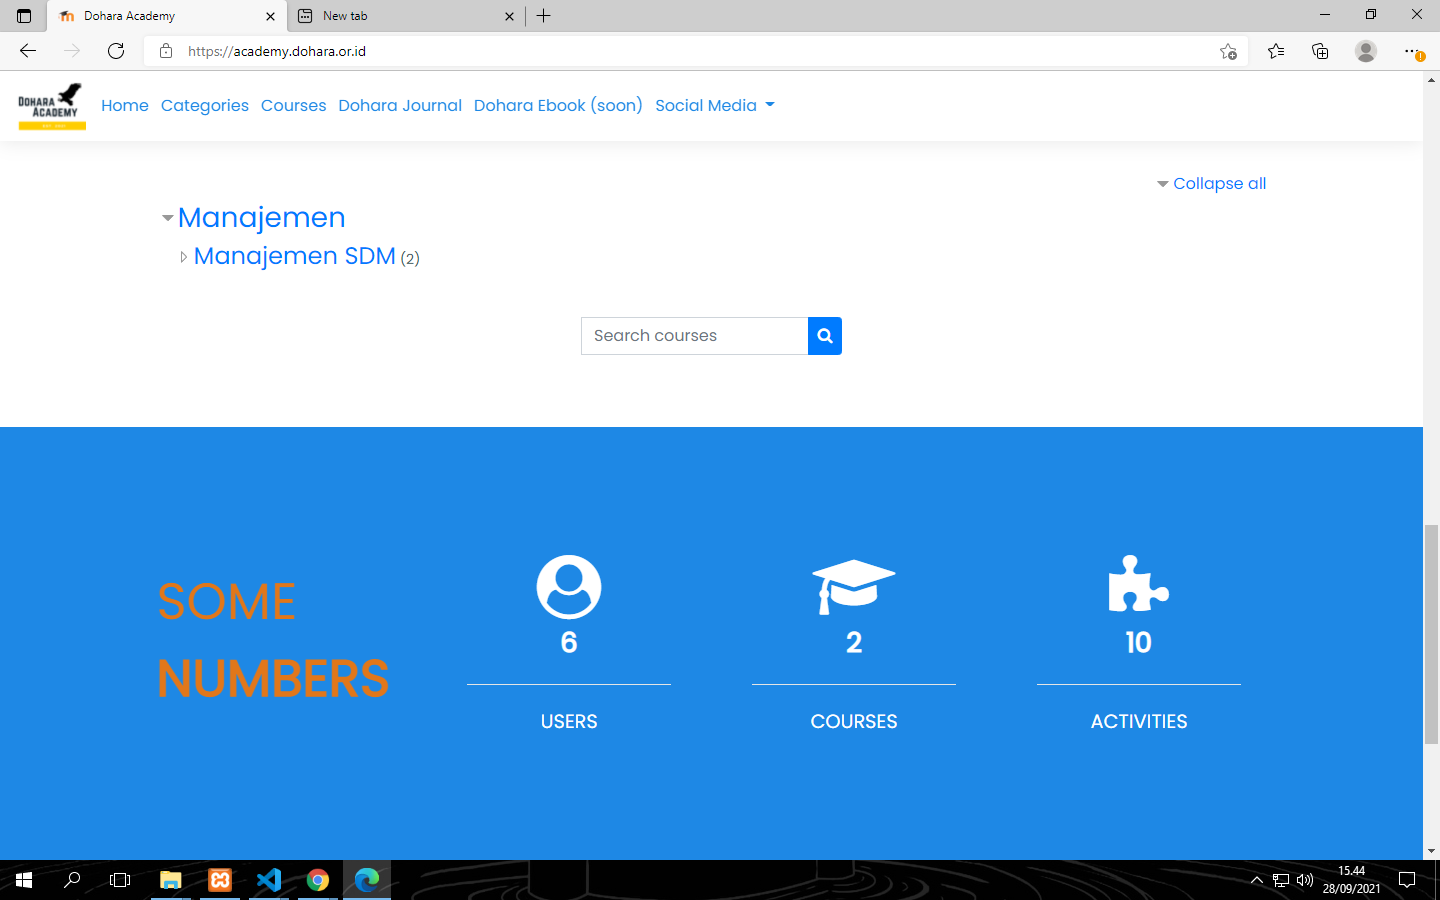 Dohara Academy
New tab
https://academy.dohara.or.id
DOHARA
ACADEMY
Home
Categories
Courses
Dohara Journal
Dohara Ebook (soon)
Social Media
Collapse all
Manajemen
Manajemen SDM (2)
Search courses
SOME
NUMBERS
6
USERS
2
COURSES
10
ACTIVITIES
15.44
28/09/2021